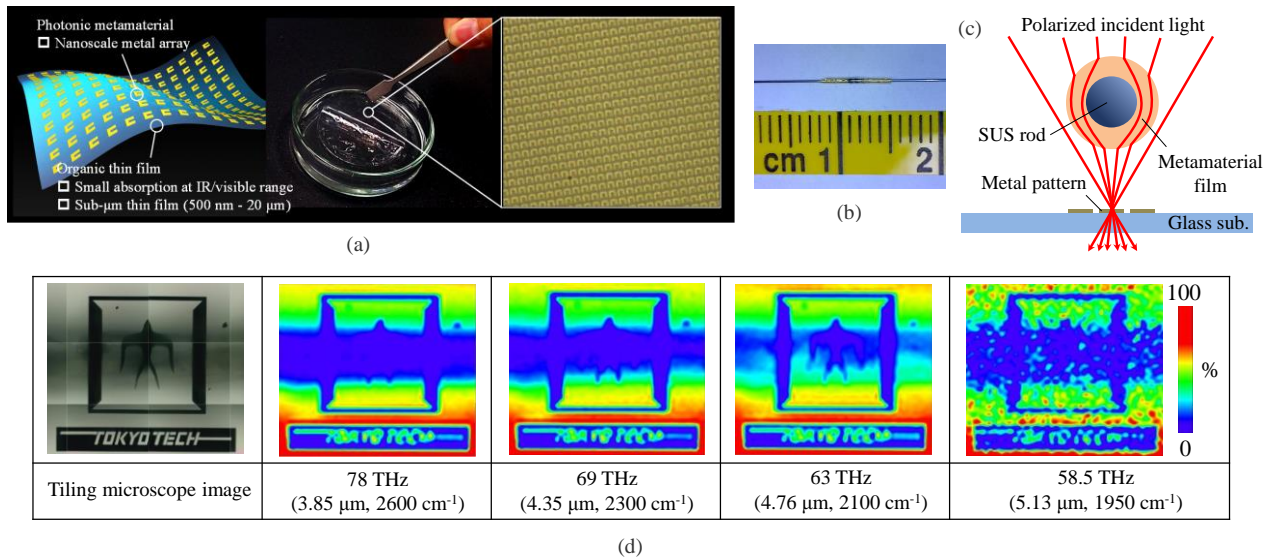 Photonic metamaterial
Nanoscale metal array
Organic thin film
Small absorption at IR/visible range
Sub-μm thin film (500 nm - 20 μm)
(a)
cm 1 2
(b)
(c)
Polarized incident light
SUS rod
Metamaterial
film
Metal pattern
Glass sub.
TOKYO TECH
100
%
0
Tiling microscope image
78 THz
(3.85 μm, 2600 cm⁻¹)
69 THz
(4.35 μm, 2300 cm⁻¹)
63 THz
(4.76 μm, 2100 cm⁻¹)
58.5 THz
(5.13 μm, 1950 cm⁻¹)
(d)